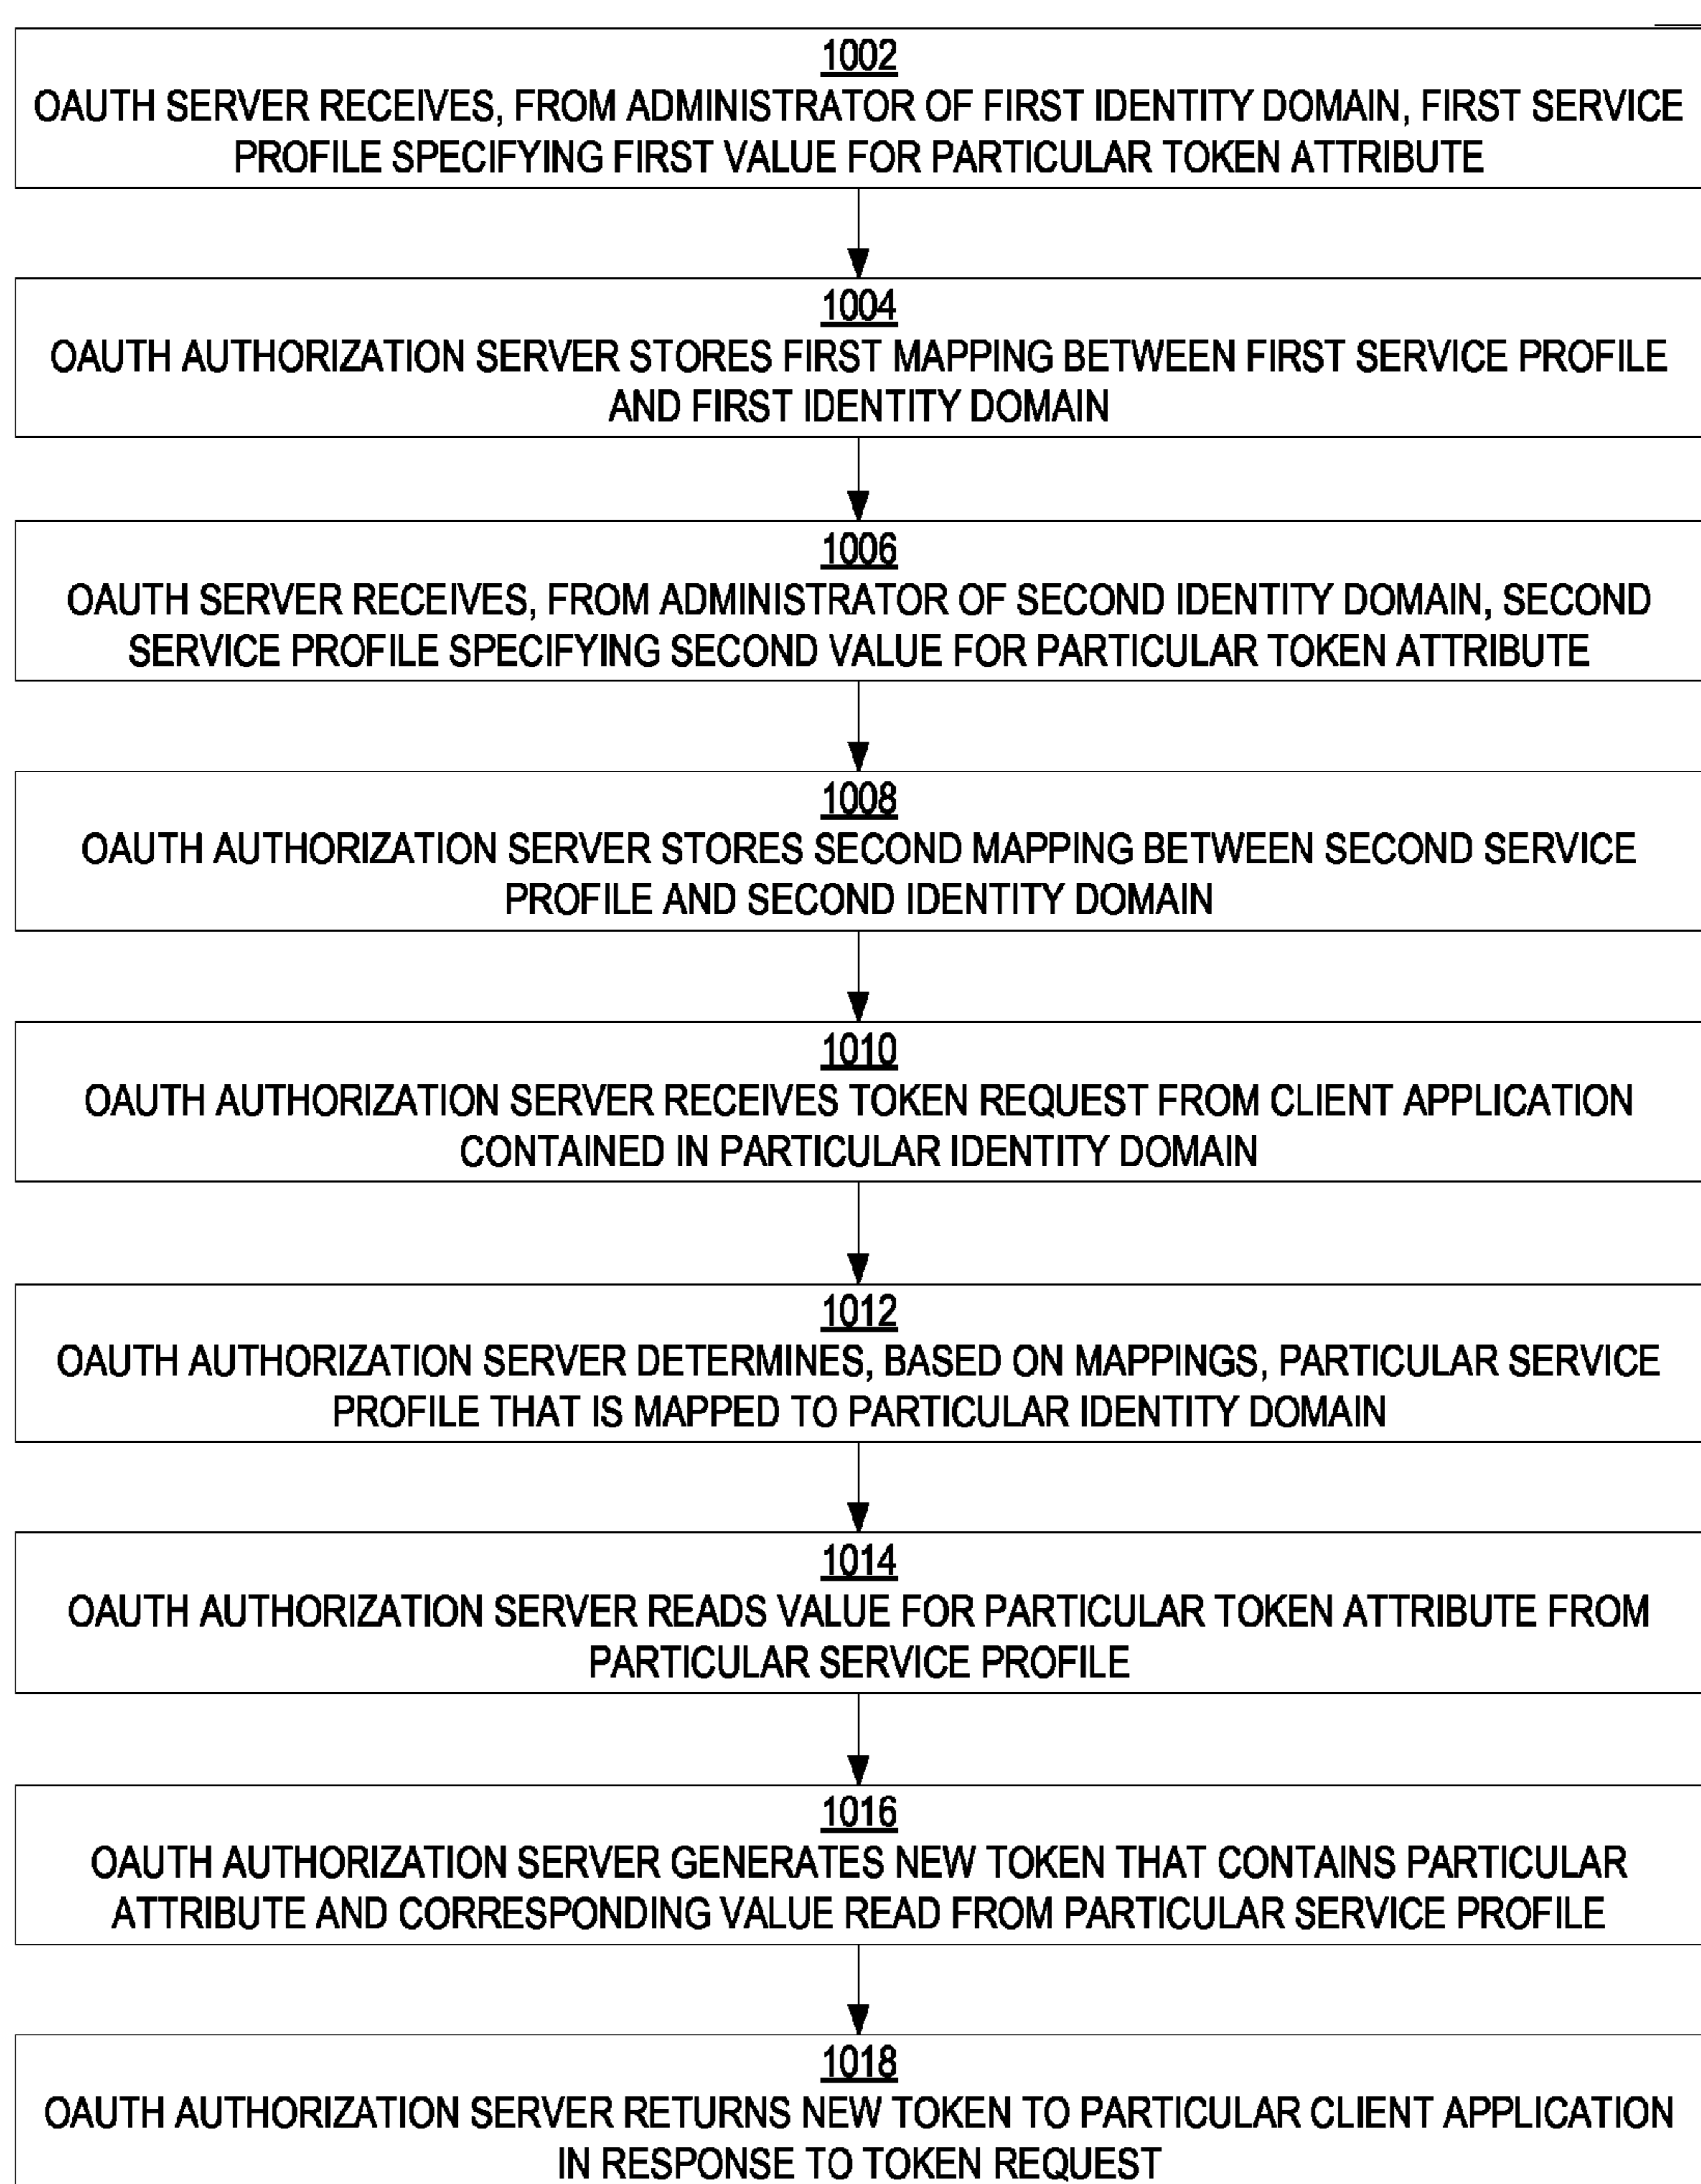 1002
OAUTH SERVER RECEIVES, FROM ADMINISTRATOR OF FIRST IDENTITY DOMAIN, FIRST SERVICE
PROFILE SPECIFYING FIRST VALUE FOR PARTICULAR TOKEN ATTRIBUTE
1004
OAUTH AUTHORIZATION SERVER STORES FIRST MAPPING BETWEEN FIRST SERVICE PROFILE
AND FIRST IDENTITY DOMAIN
1006
OAUTH SERVER RECEIVES, FROM ADMINISTRATOR OF SECOND IDENTITY DOMAIN, SECOND
SERVICE PROFILE SPECIFYING SECOND VALUE FOR PARTICULAR TOKEN ATTRIBUTE
1008
OAUTH AUTHORIZATION SERVER STORES SECOND MAPPING BETWEEN SECOND SERVICE
PROFILE AND SECOND IDENTITY DOMAIN
1010
OAUTH AUTHORIZATION SERVER RECEIVES TOKEN REQUEST FROM CLIENT APPLICATION
CONTAINED IN PARTICULAR IDENTITY DOMAIN
1012
OAUTH AUTHORIZATION SERVER DETERMINES, BASED ON MAPPINGS, PARTICULAR SERVICE
PROFILE THAT IS MAPPED TO PARTICULAR IDENTITY DOMAIN
1014
OAUTH AUTHORIZATION SERVER READS VALUE FOR PARTICULAR TOKEN ATTRIBUTE FROM
PARTICULAR SERVICE PROFILE
1016
OAUTH AUTHORIZATION SERVER GENERATES NEW TOKEN THAT CONTAINS PARTICULAR
ATTRIBUTE AND CORRESPONDING VALUE READ FROM PARTICULAR SERVICE PROFILE
1018
OAUTH AUTHORIZATION SERVER RETURNS NEW TOKEN TO PARTICULAR CLIENT APPLICATION
IN RESPONSE TO TOKEN REQUEST